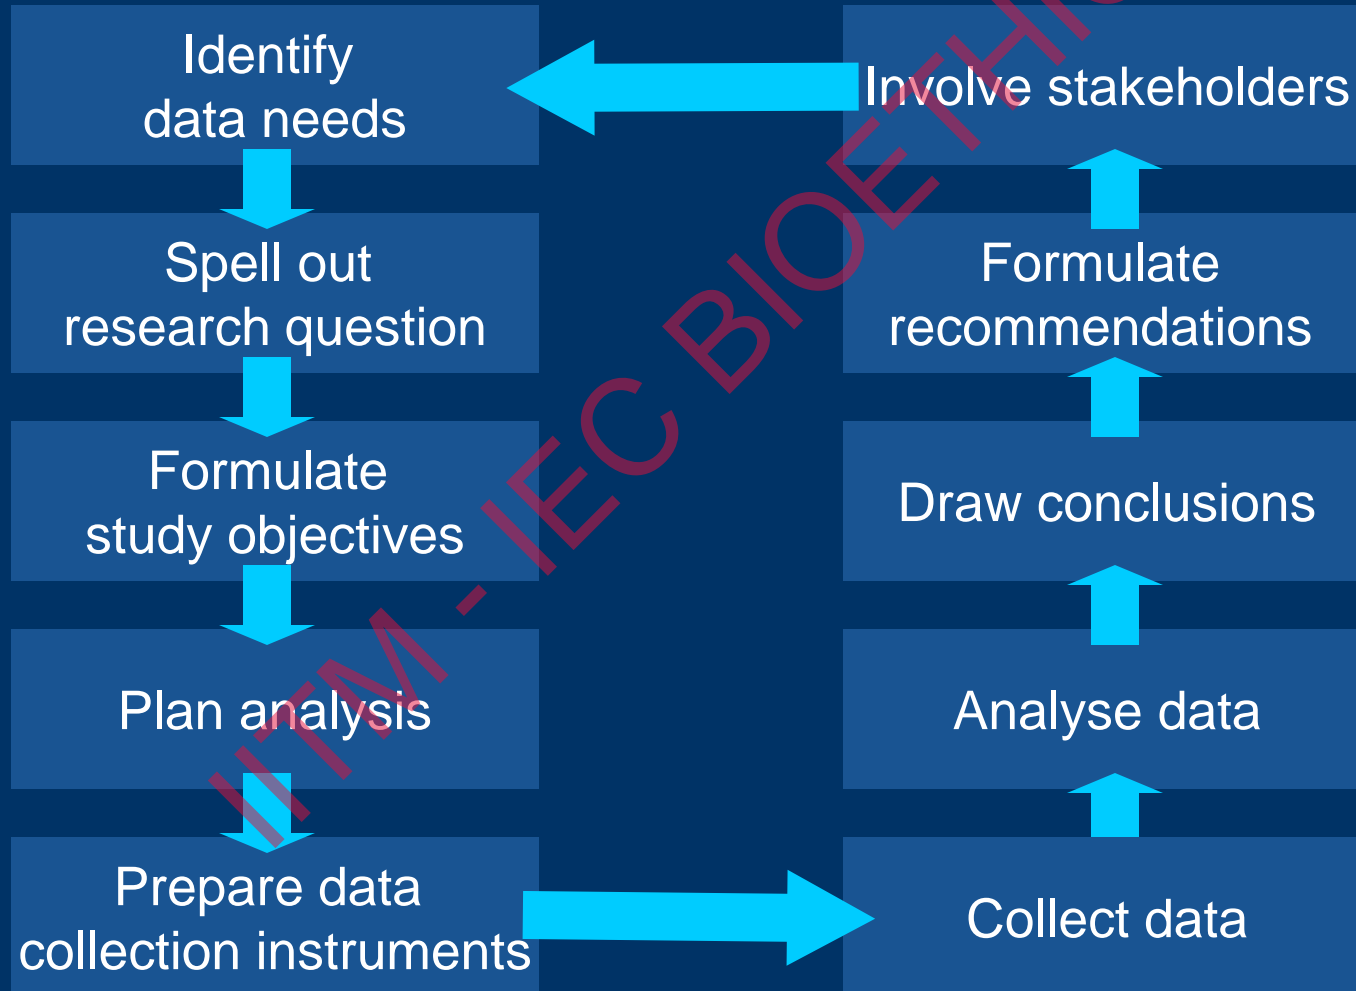 Identify
data needs
Spell out
research question
Formulate
study objectives
Plan analysis
Prepare data
collection instruments
Involve stakeholders
Formulate
recommendations
Draw conclusions
Analyse data
Collect data
IITM - IEC BIOETHI